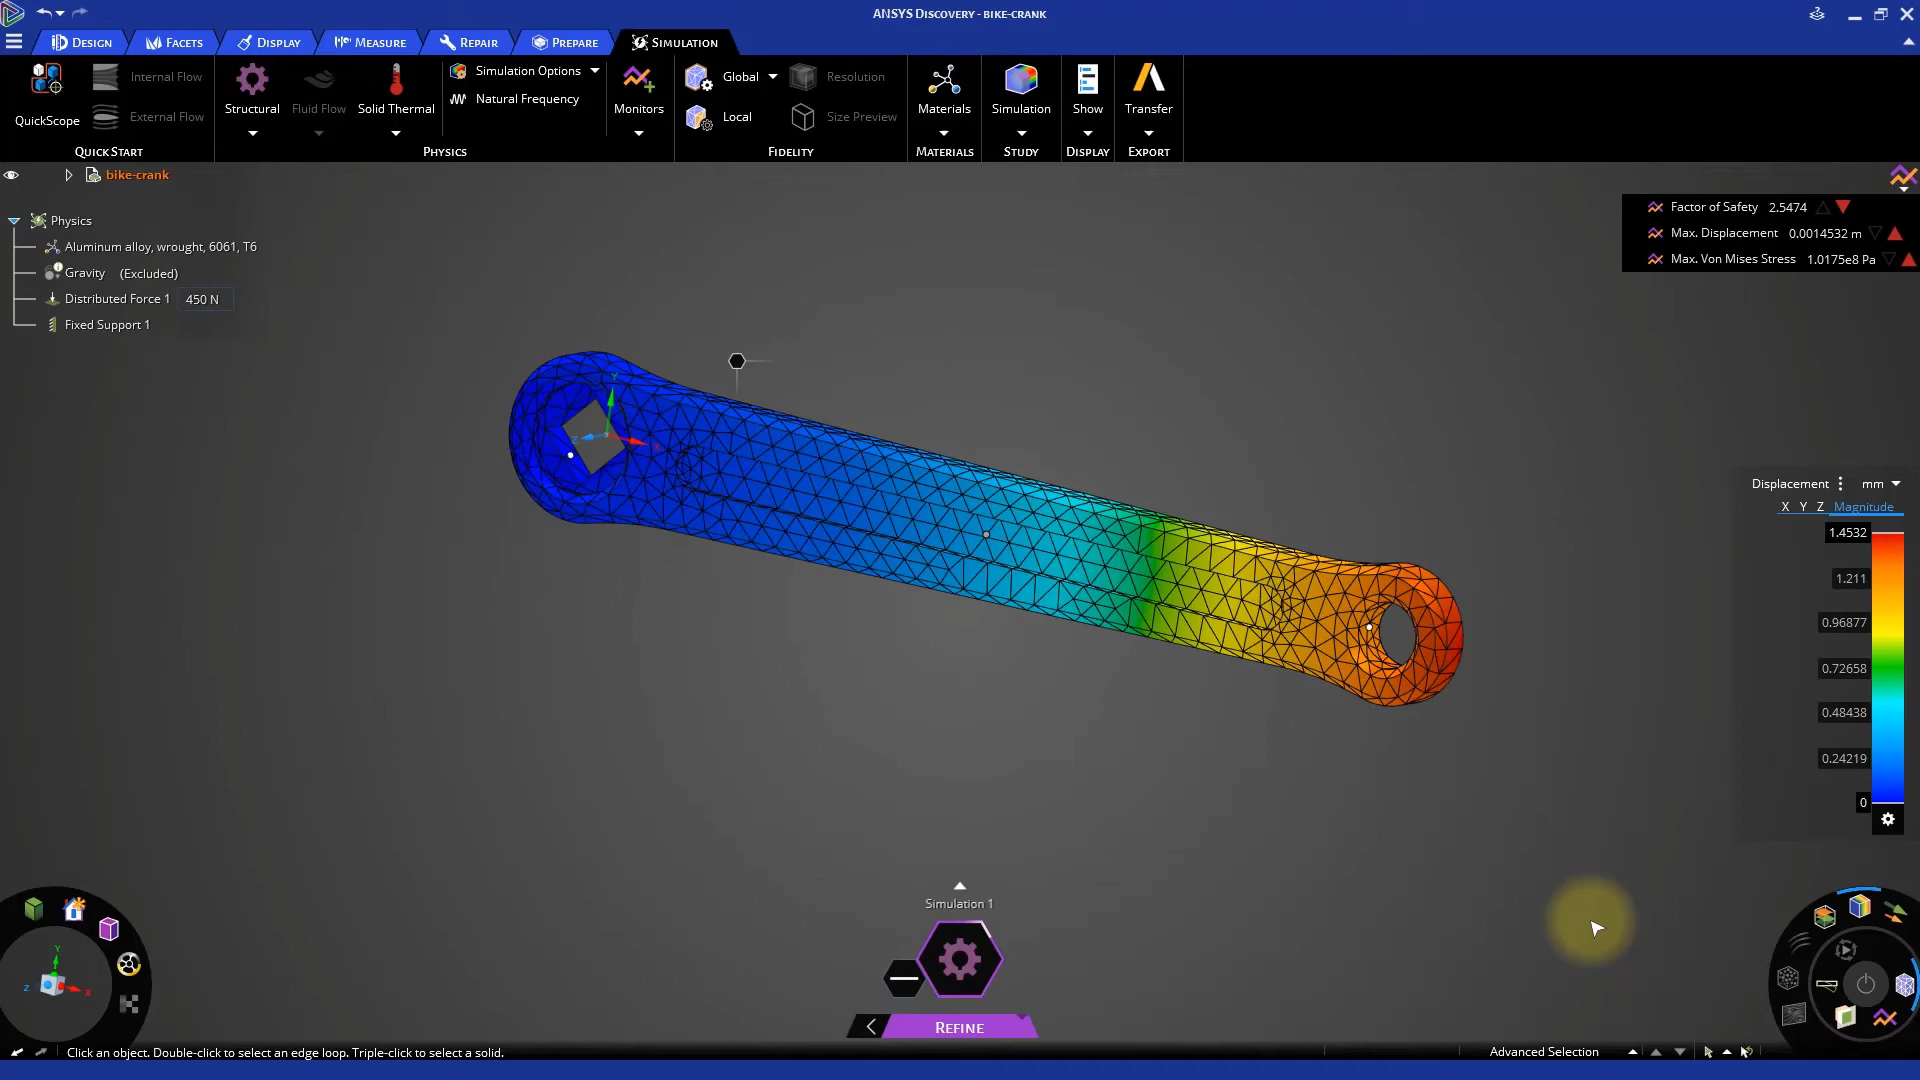 ANSYS DISCOVERY - BIKE-CRANK
DESIGN FACETS DISPLAY MEASURE REPAIR PREPARE SIMULATION
QuickScope
Internal Flow
External Flow
QUICK START
Structural
Fluid Flow
Solid Thermal
Simulation Options
Natural Frequency
PHYSICS
Monitors
Global
Local
Resolution
Size Preview
FIDELITY
Materials
MATERIALS
Simulation
STUDY
Show
DISPLAY
Transfer
EXPORT
bike-crank
Physics
Aluminum alloy, wrought, 6061, T6
Gravity (Excluded)
Distributed Force 1 450 N
Fixed Support 1
Factor of Safety 2.5474
Max. Displacement 0.0014532 m
Max. Von Mises Stress 1.0175e8 Pa
Y
Z
X
Displacement mm
X Y Z Magnitude
1.4532
1.211
0.96877
0.72658
0.48438
0.24219
0
Simulation 1
REFINE
Y
Z
X
Click an object. Double-click to select an edge loop. Triple-click to select a solid.
Advanced Selection